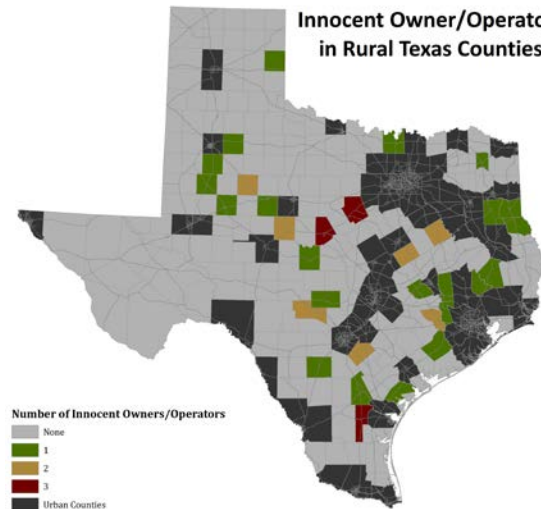 Innocent Owner/Operato
in Rural Texas Counties
Number of Innocent Owners/Operators
None
1
2
3
Urban Counties